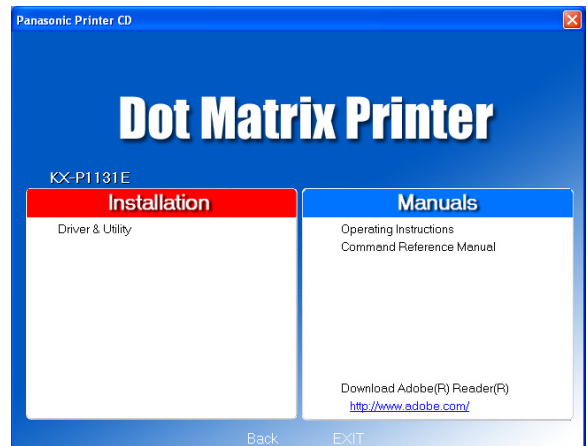 Panasonic Printer CD
Dot Matrix Printer
KX-P1131E
Installation
Driver & Utility
Manuals
Operating Instructions
Command Reference Manual
Download Adobe(R) Reader(R)
http://www.adobe.com/
Back EXIT